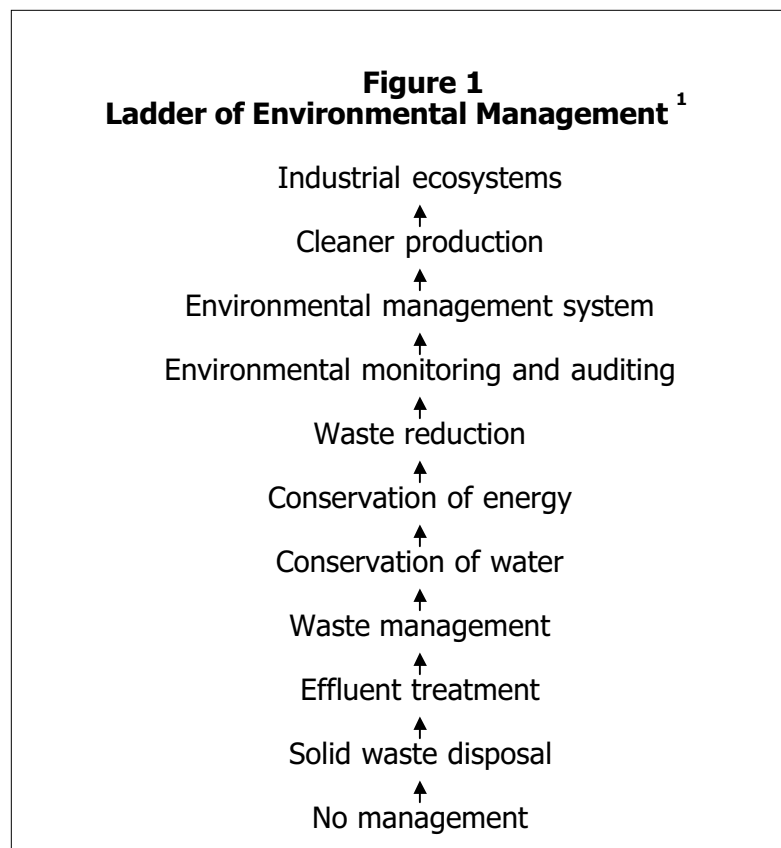 Figure 1
Ladder of Environmental Management 1
Industrial ecosystems
Cleaner production
Environmental management system
Environmental monitoring and auditing
Waste reduction
Conservation of energy
Conservation of water
Waste management
Effluent treatment
Solid waste disposal
No management